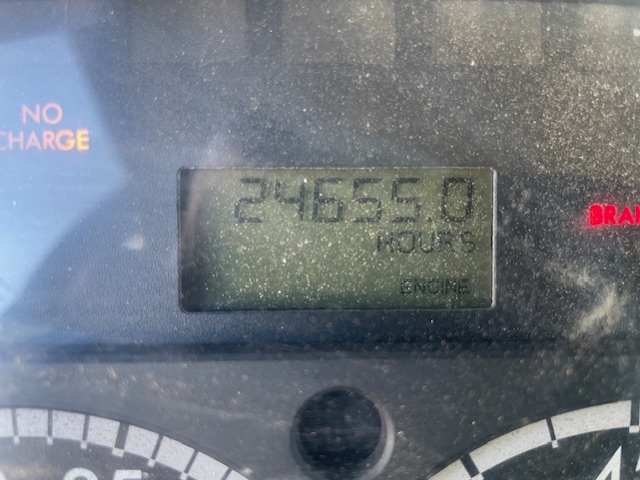 NO
CHARGE
24655.0
HOURS
ENGINE